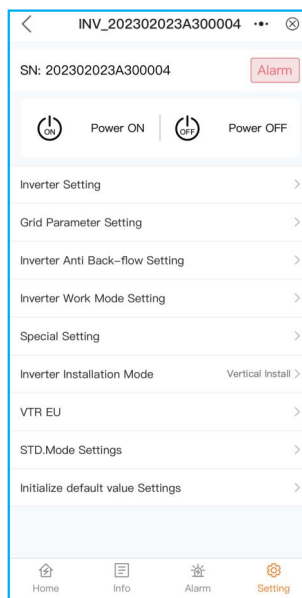 INV_202302023A300004
SN: 202302023A300004 Alarm
ON Power ON OFF Power OFF
Inverter Setting
Grid Parameter Setting
Inverter Anti Back-flow Setting
Inverter Work Mode Setting
Special Setting
Inverter Installation Mode Vertical Install
VTR EU
STD.Mode Settings
Initialize default value Settings
Home Info Alarm Setting